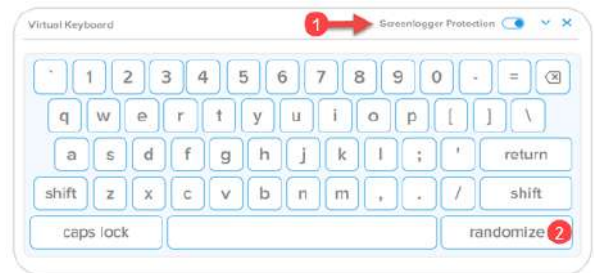 Virtual Keyboard 1 Screenlogger Protection
` 1 2 3 4 5 6 7 8 9 0 - =
q w e r t y u i o p [ ] \
a s d f g h j k l ; ' return
shift z x c v b n m , . / shift
caps lock randomize 2